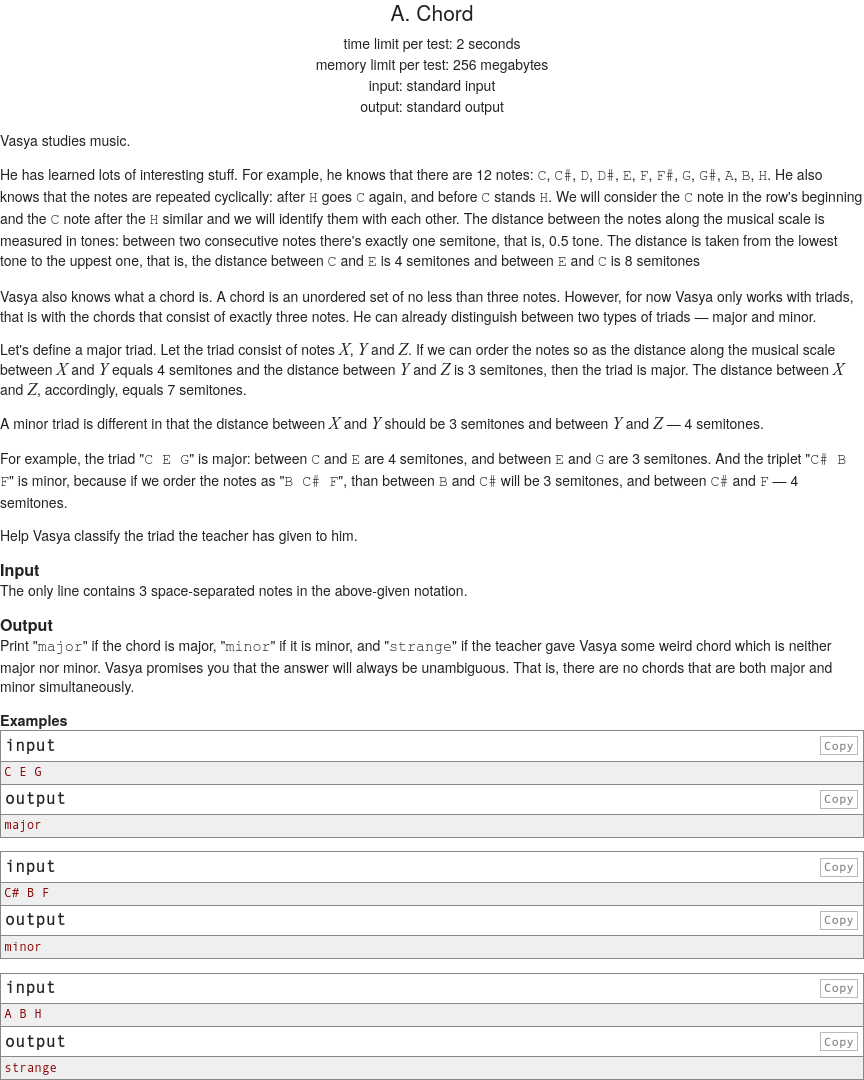 A. Chord
time limit per test: 2 seconds
memory limit per test: 256 megabytes
input: standard input
output: standard output
Vasya studies music.
He has learned lots of interesting stuff. For example, he knows that there are 12 notes: C, C#, D, D#, E, F, F#, G, G#, A, B, H. He also
knows that the notes are repeated cyclically: after H goes C again, and before C stands H. We will consider the C note in the row's beginning
and the C note after the H similar and we will identify them with each other. The distance between the notes along the musical scale is
measured in tones: between two consecutive notes there's exactly one semitone, that is, 0.5 tone. The distance is taken from the lowest
tone to the uppest one, that is, the distance between C and E is 4 semitones and between E and C is 8 semitones
Vasya also knows what a chord is. A chord is an unordered set of no less than three notes. However, for now Vasya only works with triads,
that is with the chords that consist of exactly three notes. He can already distinguish between two types of triads — major and minor.
Let's define a major triad. Let the triad consist of notes X, Y and Z. If we can order the notes so as the distance along the musical scale
between X and Y equals 4 semitones and the distance between Y and Z is 3 semitones, then the triad is major. The distance between X
and Z, accordingly, equals 7 semitones.
A minor triad is different in that the distance between X and Y should be 3 semitones and between Y and Z — 4 semitones.
For example, the triad "C E G" is major: between C and E are 4 semitones, and between E and G are 3 semitones. And the triplet "C# B
F" is minor, because if we order the notes as "B C# F", than between B and C# will be 3 semitones, and between C# and F — 4
semitones.
Help Vasya classify the triad the teacher has given to him.
Input
The only line contains 3 space-separated notes in the above-given notation.
Output
Print "major" if the chord is major, "minor" if it is minor, and "strange" if the teacher gave Vasya some weird chord which is neither
major nor minor. Vasya promises you that the answer will always be unambiguous. That is, there are no chords that are both major and
minor simultaneously.
Examples
input Copy
C E G
output Copy
major
input Copy
C# B F
output Copy
minor
input Copy
A B H
output Copy
strange